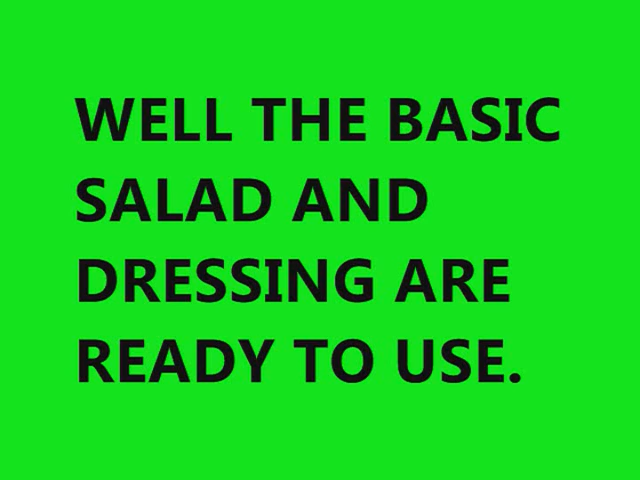 WELL THE BASIC
SALAD AND
DRESSING ARE
READY TO USE.